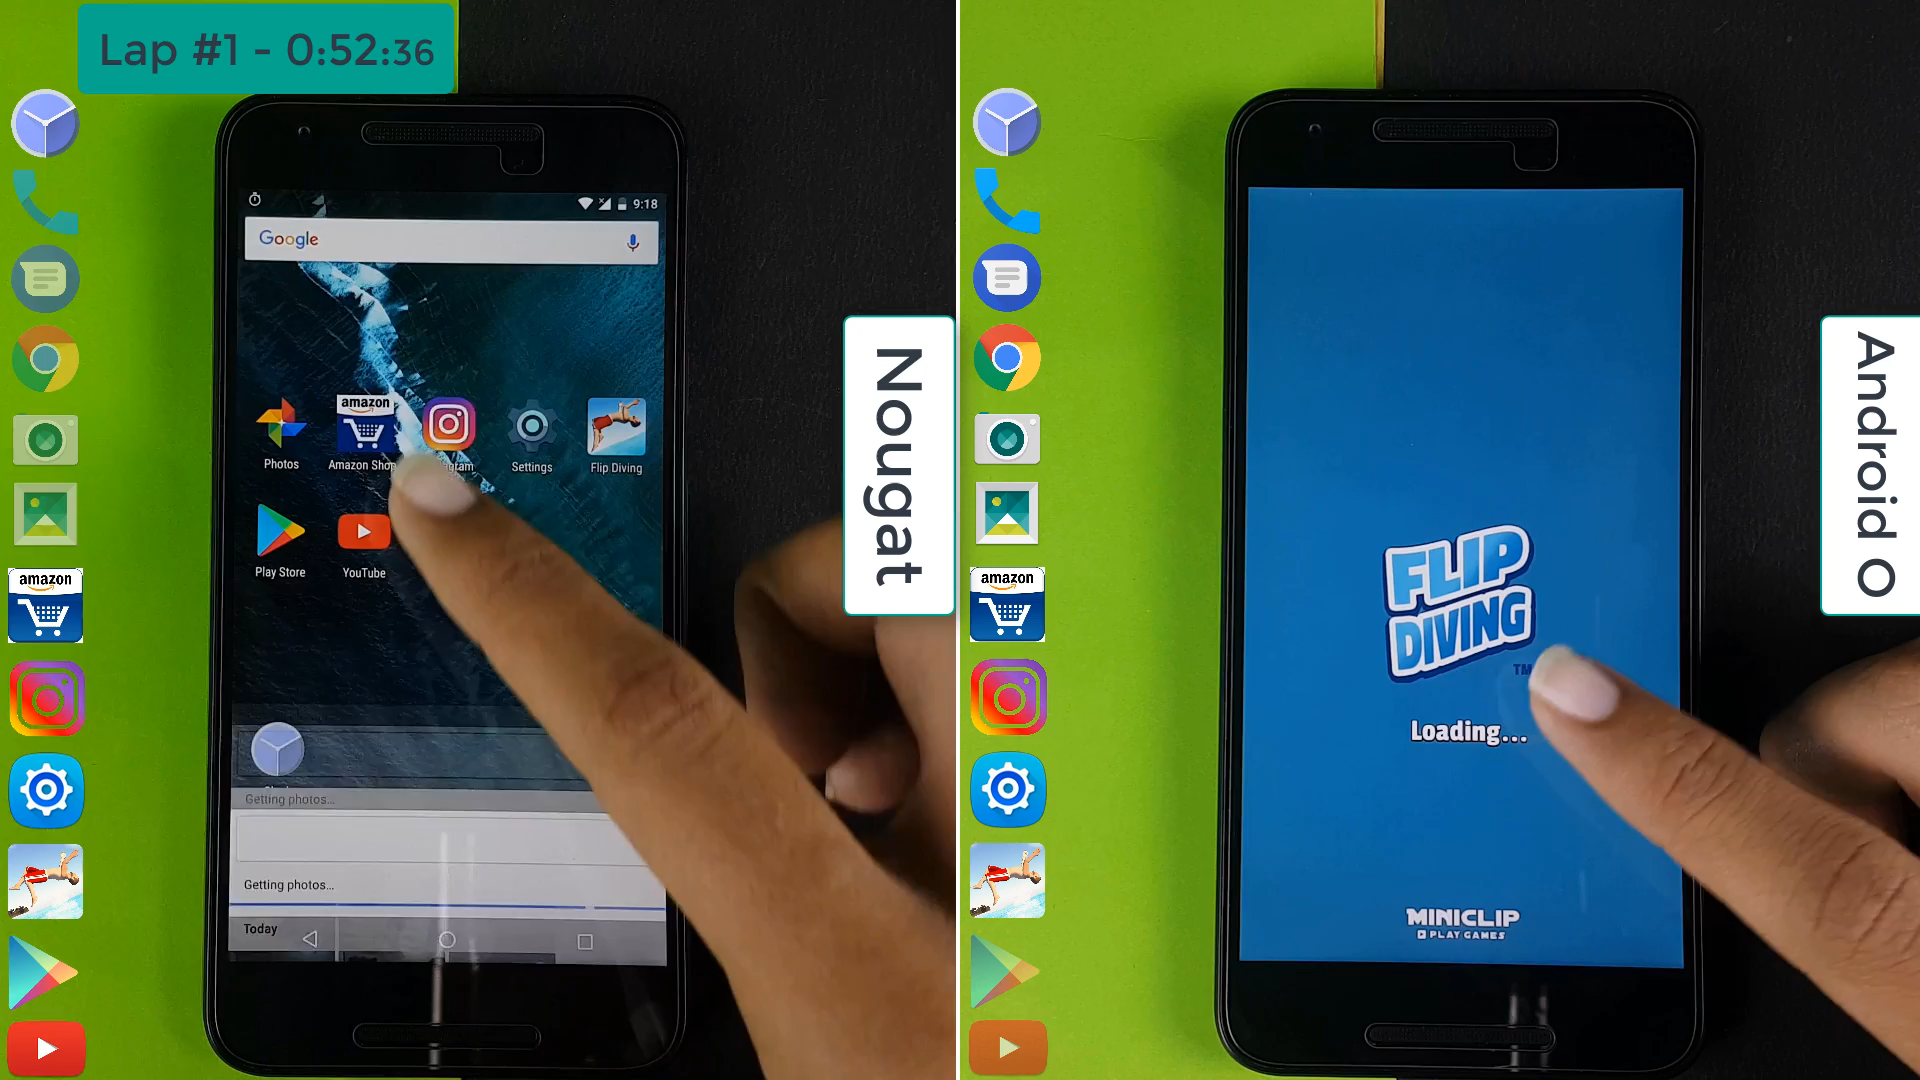 Lap #1 - 0:52:36
9:18
Google
amazon
Photos
Amazon Shop
Settings
Flip Diving
Play Store
YouTube
Getting photos...
Getting photos...
Today
amazon
Nougat
amazon
FLIP
DIVING
TM
Loading...
MINICLIP
PLAY GAMES
Android O